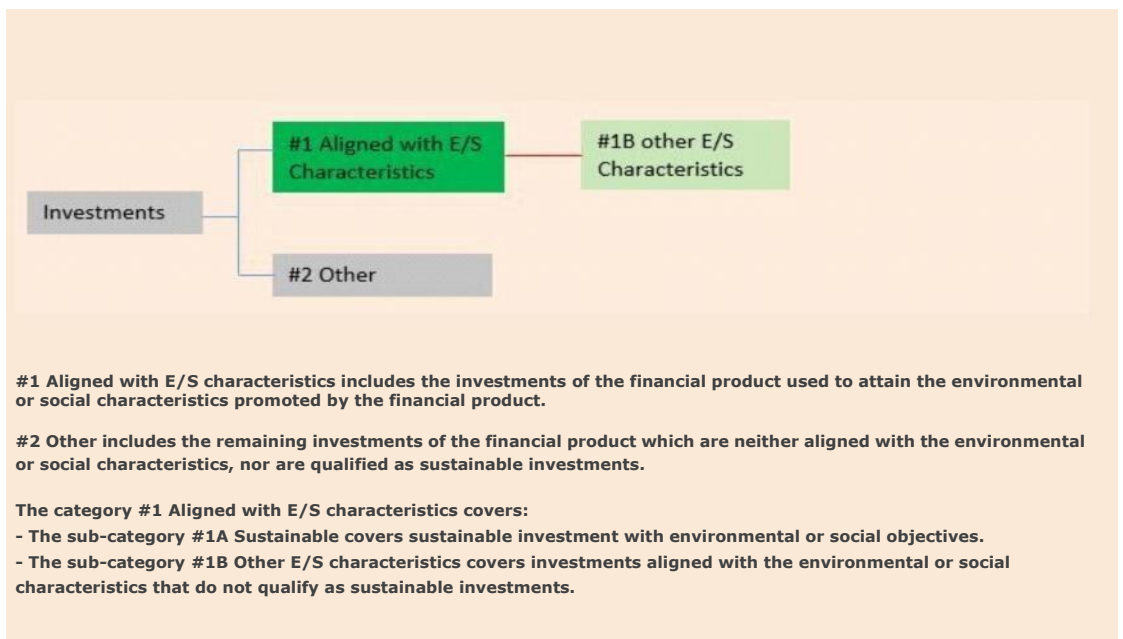 #1 Aligned with E/S
Characteristics
#1B other E/S
Characteristics
Investments
#2 Other
#1 Aligned with E/S characteristics includes the investments of the financial product used to attain the environmental
or social characteristics promoted by the financial product.
#2 Other includes the remaining investments of the financial product which are neither aligned with the environmental
or social characteristics, nor are qualified as sustainable investments.
The category #1 Aligned with E/S characteristics covers:
- The sub-category #1A Sustainable covers sustainable investment with environmental or social objectives.
- The sub-category #1B Other E/S characteristics covers investments aligned with the environmental or social
characteristics that do not qualify as sustainable investments.